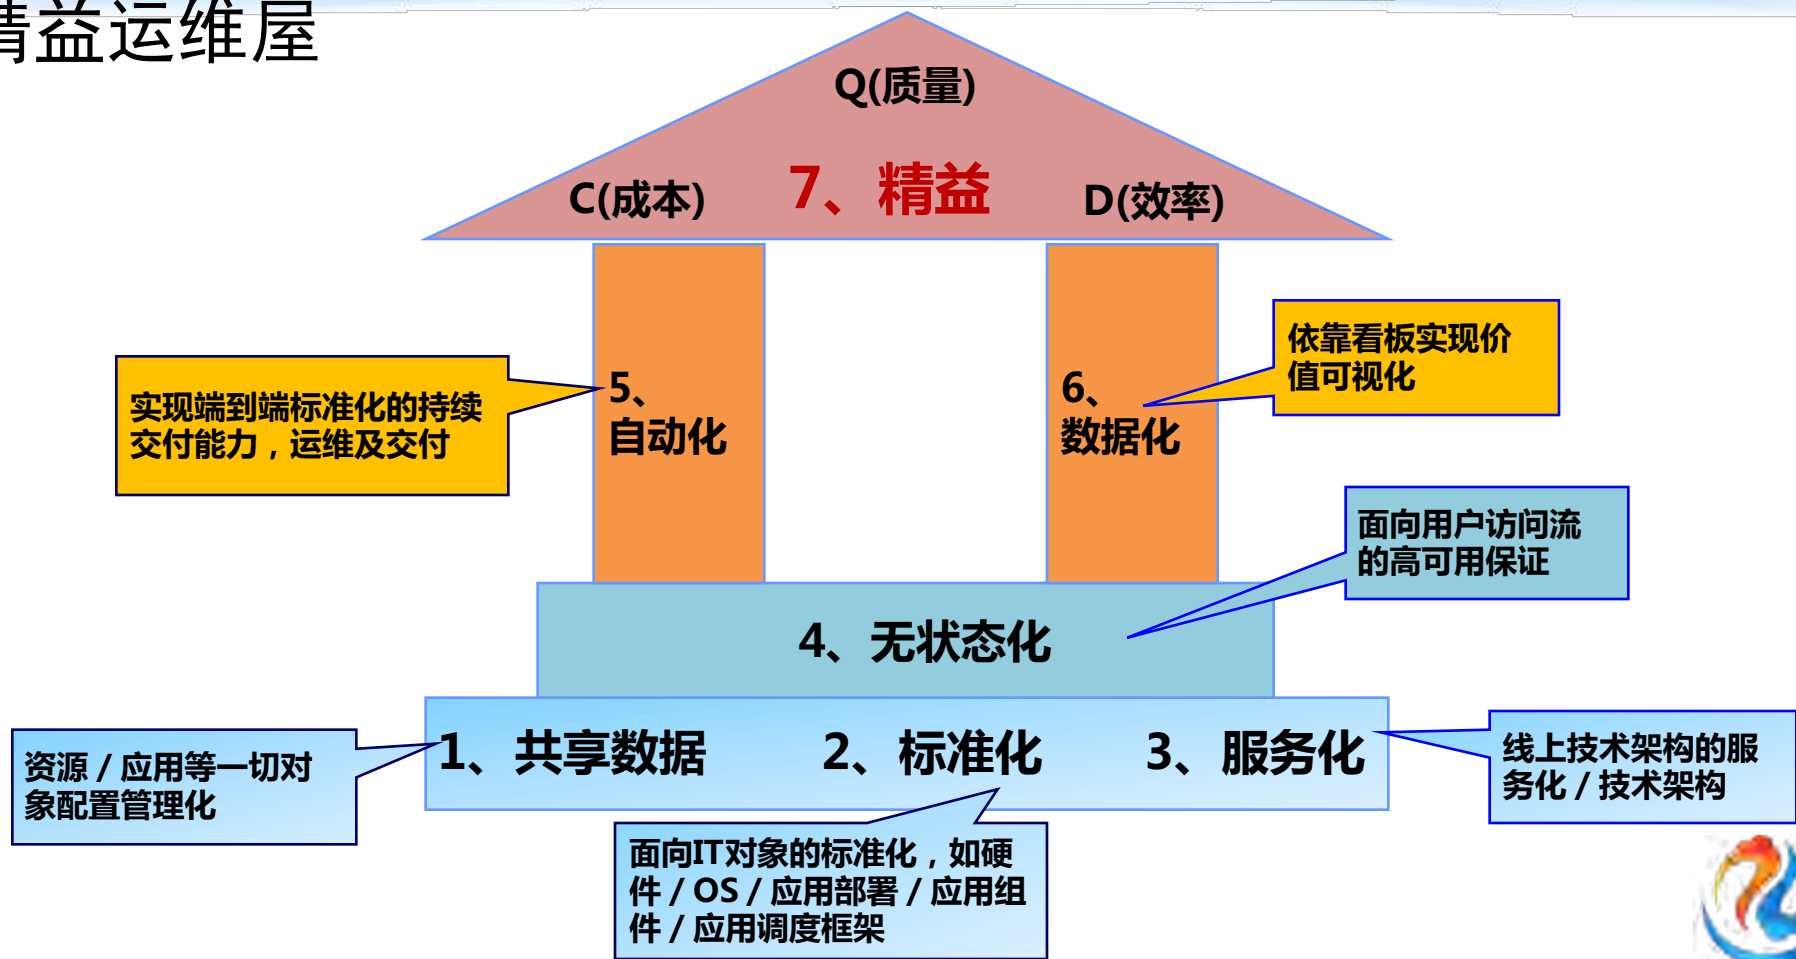 精益运维屋
Q(质量)
C(成本)
7、精益
D(效率)
依靠看板实现价
值可视化
实现端到端标准化的持续
交付能力，运维及交付
5、
自动化
6、
数据化
面向用户访问流
的高可用保证
4、无状态化
资源 / 应用等一切对
象配置管理化
1、共享数据
2、标准化
3、服务化
线上技术架构的服
务化 / 技术架构
面向IT对象的标准化，如硬
件 / OS / 应用部署 / 应用组
件 / 应用调度框架